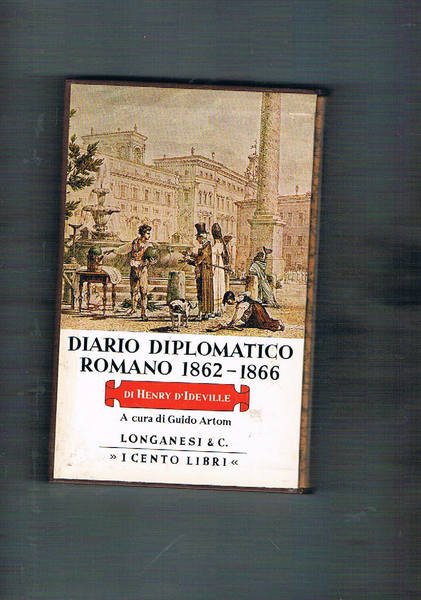 DIARIO DIPLOMATICO
ROMANO 1862-1866
DI HENRY D'IDEVILLE
A cura di Guido Artom
LONGANESI & C.
» I CENTO LIBRI «